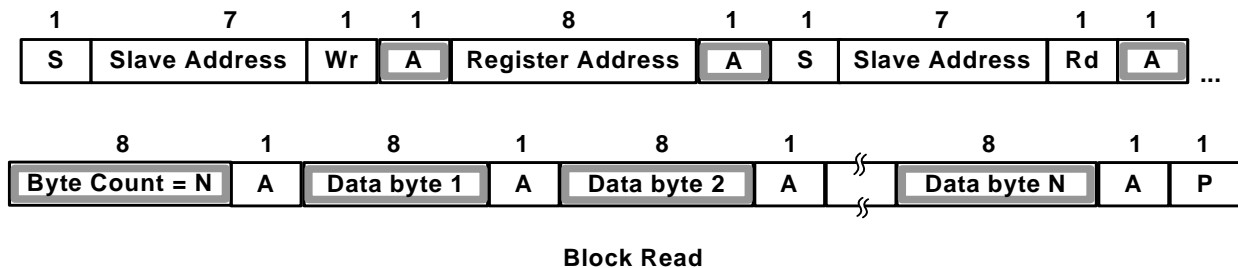 1 7 1 1 8 1 1 7 1 1
S Slave Address Wr A Register Address A S Slave Address Rd A ...
8 1 8 1 8 1 8 1 1
Byte Count = N A Data byte 1 A Data byte 2 A Data byte N A P
Block Read